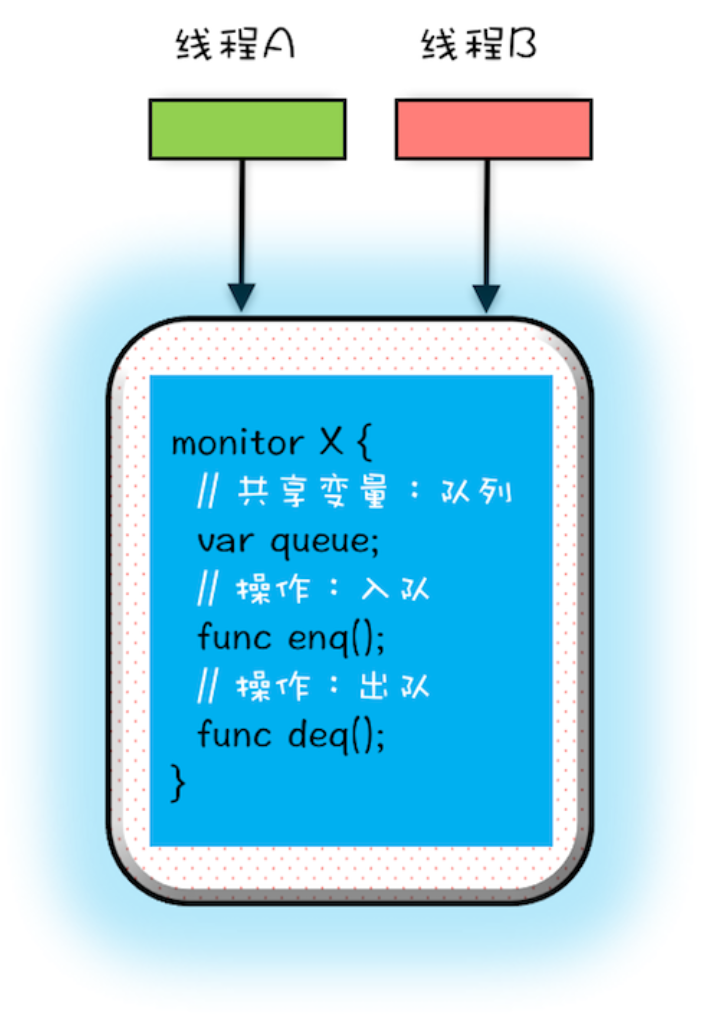 线程A
线程B
monitor X {
// 共享变量：队列
var queue;
// 操作：入队
func enq();
// 操作：出队
func deq();
}